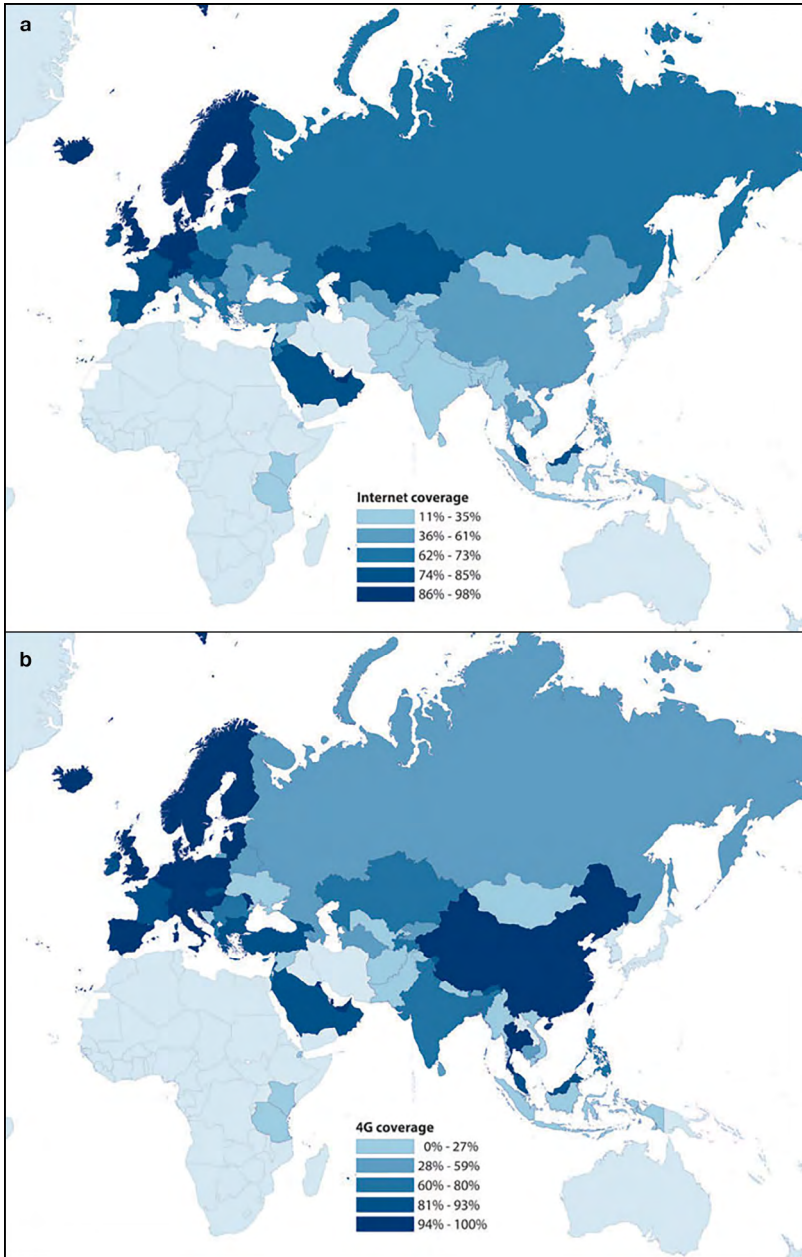 a
Internet coverage
11% - 35%
36% - 61%
62% - 73%
74% - 85%
86% - 98%
b
4G coverage
0% - 27%
28% - 59%
60% - 80%
81% - 93%
94% - 100%